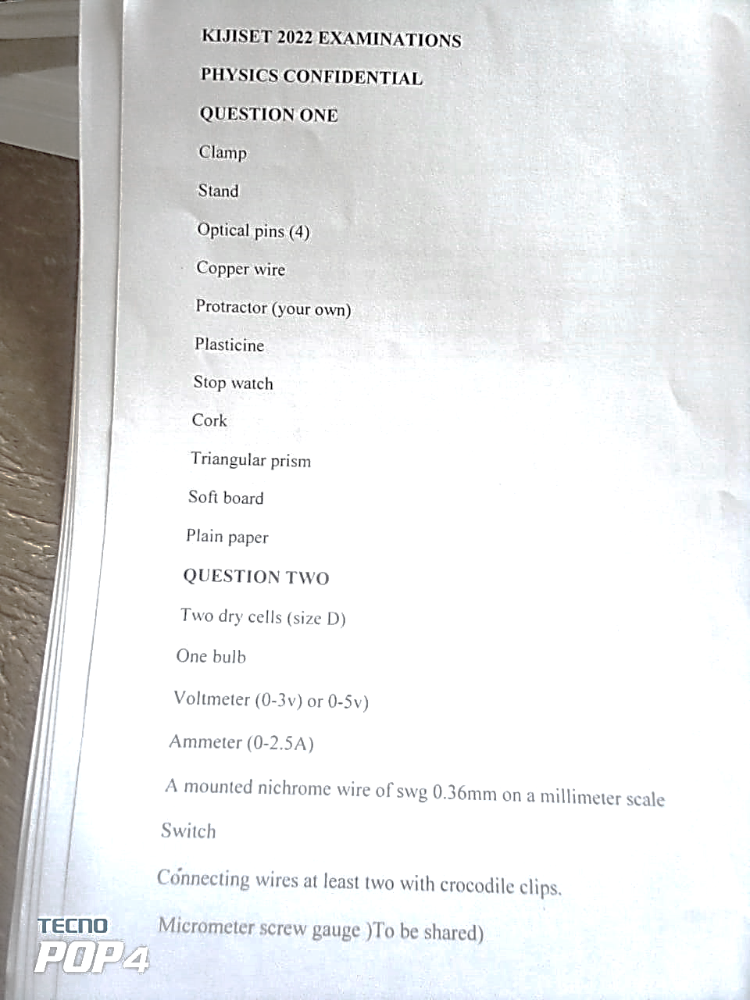 KIJISET 2022 EXAMINATIONS
PHYSICS CONFIDENTIAL
QUESTION ONE
Clamp
Stand
Optical pins (4)
Copper wire
Protractor (your own)
Plasticine
Stop watch
Cork
Triangular prism
Soft board
Plain paper
QUESTION TWO
Two dry cells (size D)
One bulb
Voltmeter (0-3v) or 0-5v)
Ammeter (0-2.5A)
A mounted nichrome wire of swg 0.36mm on a millimeter scale
Switch
Connecting wires at least two with crocodile clips.
Micrometer screw gauge )To be shared)
TECNO
POP4